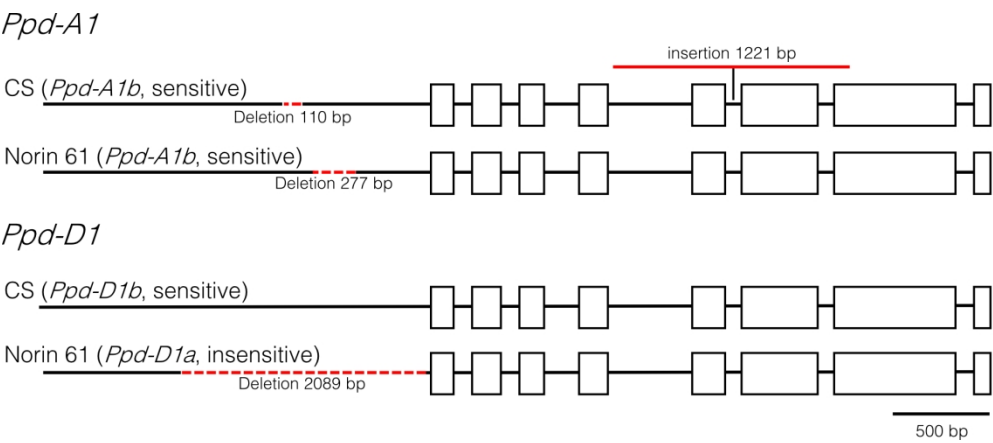 Ppd-A1
insertion 1221 bp
CS (Ppd-A1b, sensitive)
Deletion 110 bp
Norin 61 (Ppd-A1b, sensitive)
Deletion 277 bp
Ppd-D1
CS (Ppd-D1b, sensitive)
Norin 61 (Ppd-D1a, insensitive)
Deletion 2089 bp
500 bp